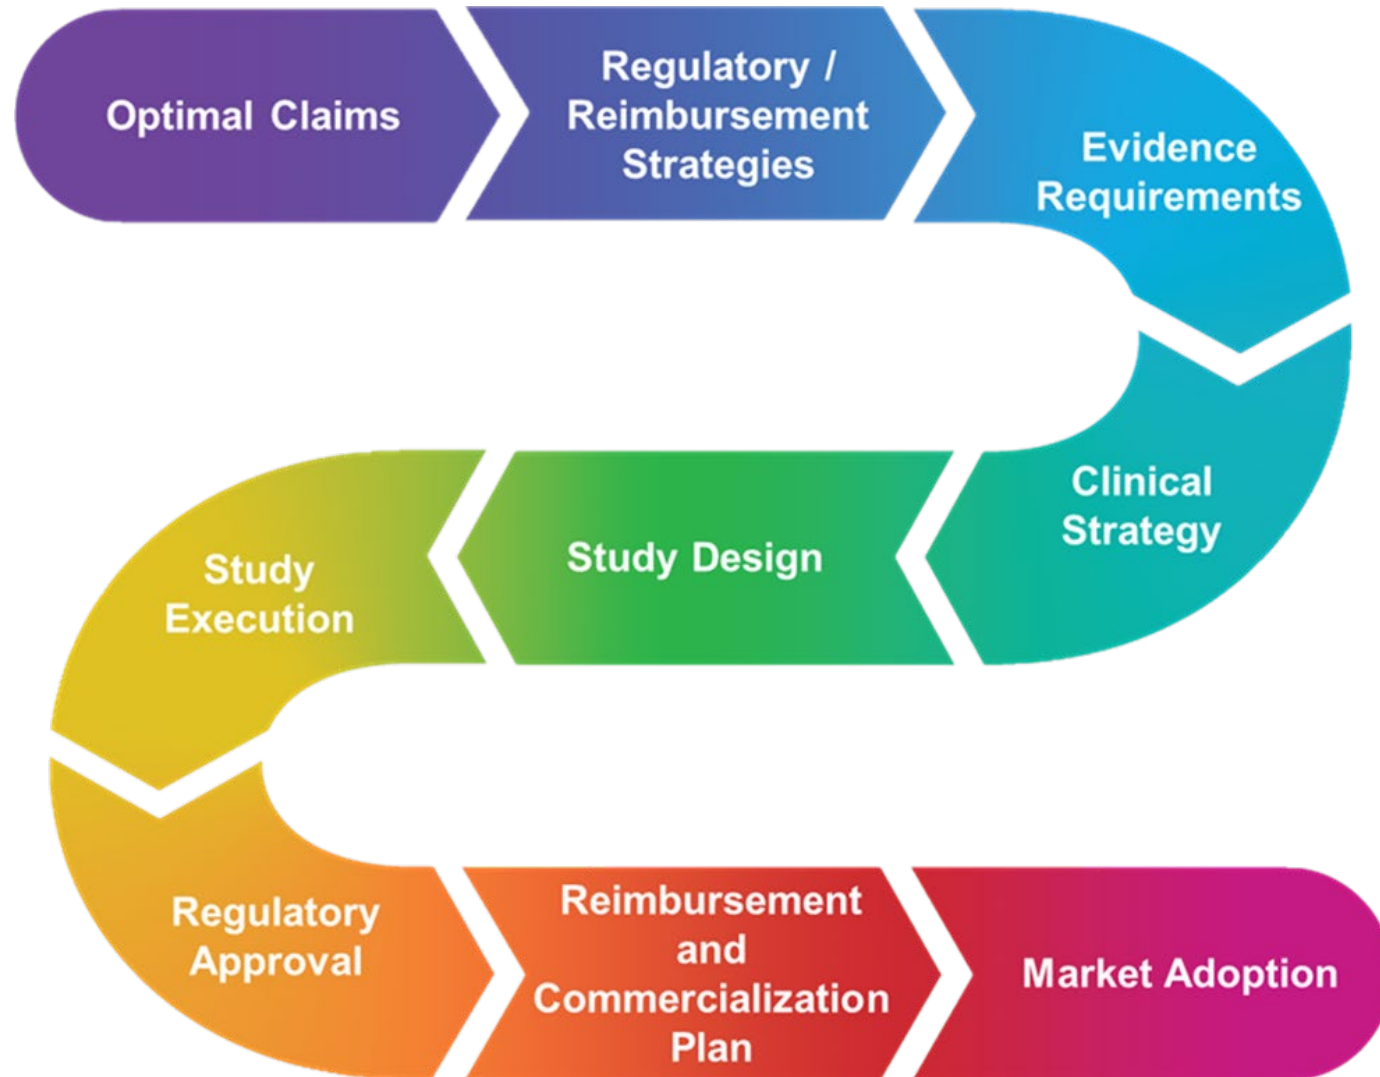 Optimal Claims
Regulatory /
Reimbursement
Strategies
Evidence
Requirements
Clinical
Strategy
Study Design
Study
Execution
Regulatory
Approval
Reimbursement
and
Commercialization
Plan
Market Adoption